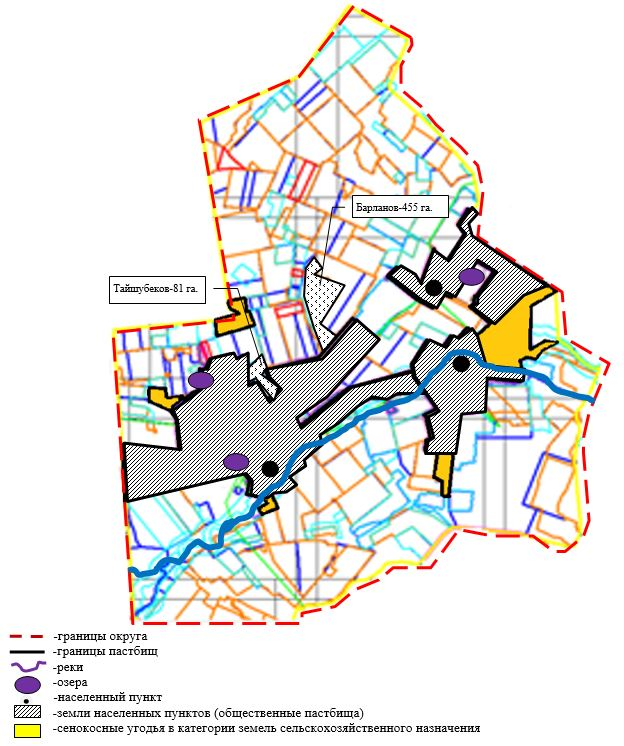 Барланов-455 га.
Тайшубеков-81 га.
-границы округа
-границы пастбищ
-реки
-озера
-населенный пункт
-земли населенных пунктов (общественные пастбища)
-сенокосные угодья в категории земель сельскохозяйственного назначения